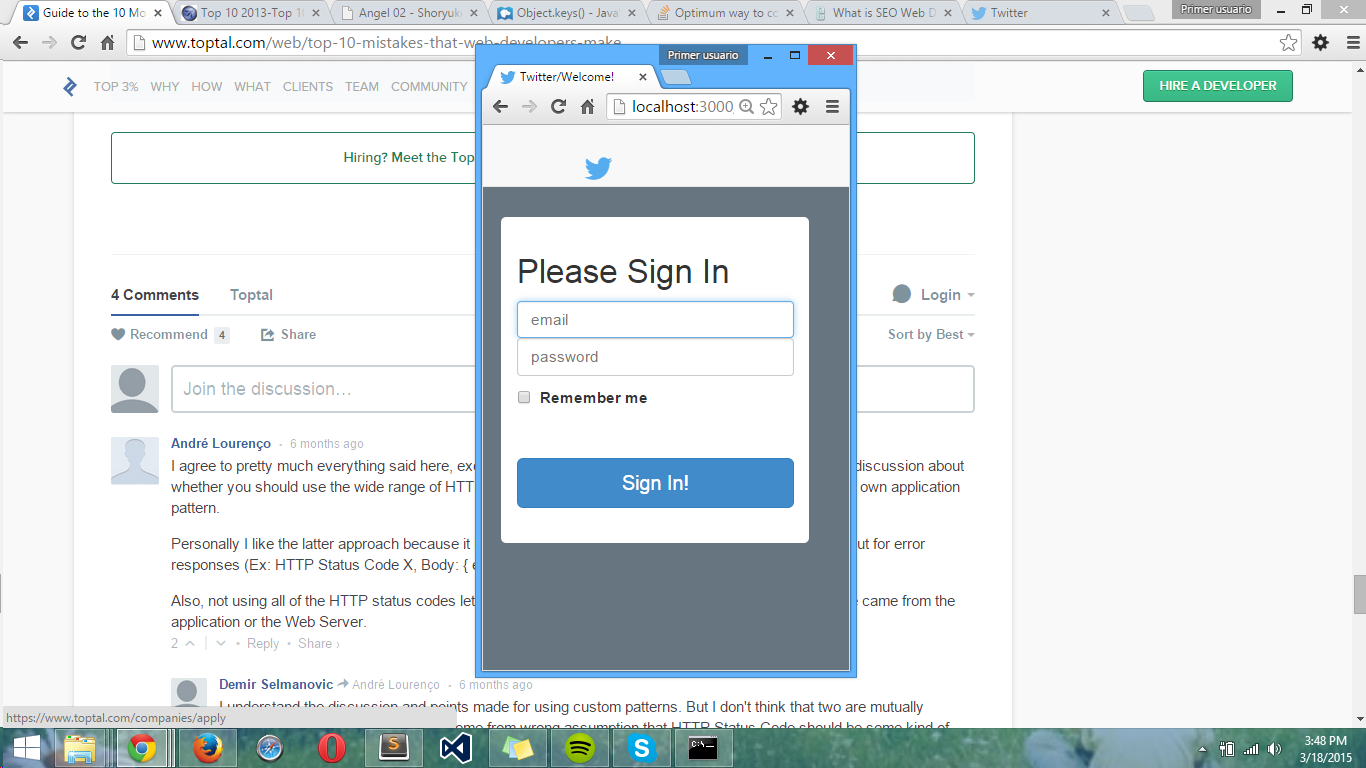 Guide to the 10 Mo
Top 10 2013-Top 1
Angel 02 - Shoryuk
Object.keys() - Java
Optimum way to co
What is SEO Web D
Twitter
Primer usuario
www.toptal.com/web/top-10-mistakes-that-web-developers-make
TOP 3% WHY HOW WHAT CLIENTS TEAM COMMUNITY
HIRE A DEVELOPER
Hiring? Meet the Top
4 Comments Toptal
Login
Recommend 4 Share
Sort by Best
Join the discussion…
André Lourenço - 6 months ago
I agree to pretty much everything said here, exc
discussion about
whether you should use the wide range of HTT
own application
pattern.
Personally I like the latter approach because it
ut for error
responses (Ex: HTTP Status Code X, Body: { e
Also, not using all of the HTTP status codes let
came from the
application or the Web Server.
2 • Reply • Share ›
Demir Selmanovic André Lourenço • 6 months ago
I understand the discussion and points made for using custom patterns. But I don't think that two are mutually
ome from wrong assumption that HTTP Status Code should be some kind of
https://www.toptal.com/companies/apply
Primer usuario
Twitter/Welcome!
localhost:3000
Please Sign In
email
password
Remember me
Sign In!
3:48 PM
3/18/2015